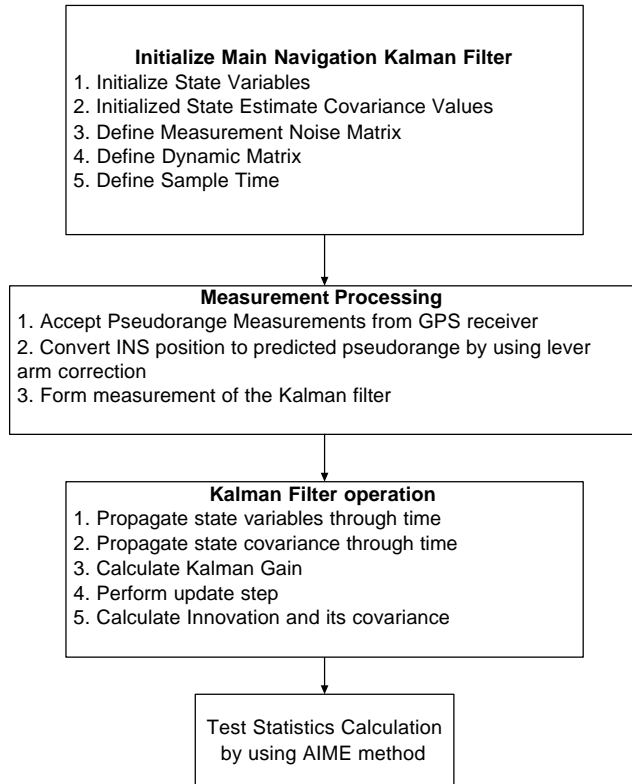 Initialize Main Navigation Kalman Filter
1. Initialize State Variables
2. Initialized State Estimate Covariance Values
3. Define Measurement Noise Matrix
4. Define Dynamic Matrix
5. Define Sample Time
Measurement Processing
1. Accept Pseudorange Measurements from GPS receiver
2. Convert INS position to predicted pseudorange by using lever
arm correction
3. Form measurement of the Kalman filter
Kalman Filter operation
1. Propagate state variables through time
2. Propagate state covariance through time
3. Calculate Kalman Gain
4. Perform update step
5. Calculate Innovation and its covariance
Test Statistics Calculation
by using AIME method